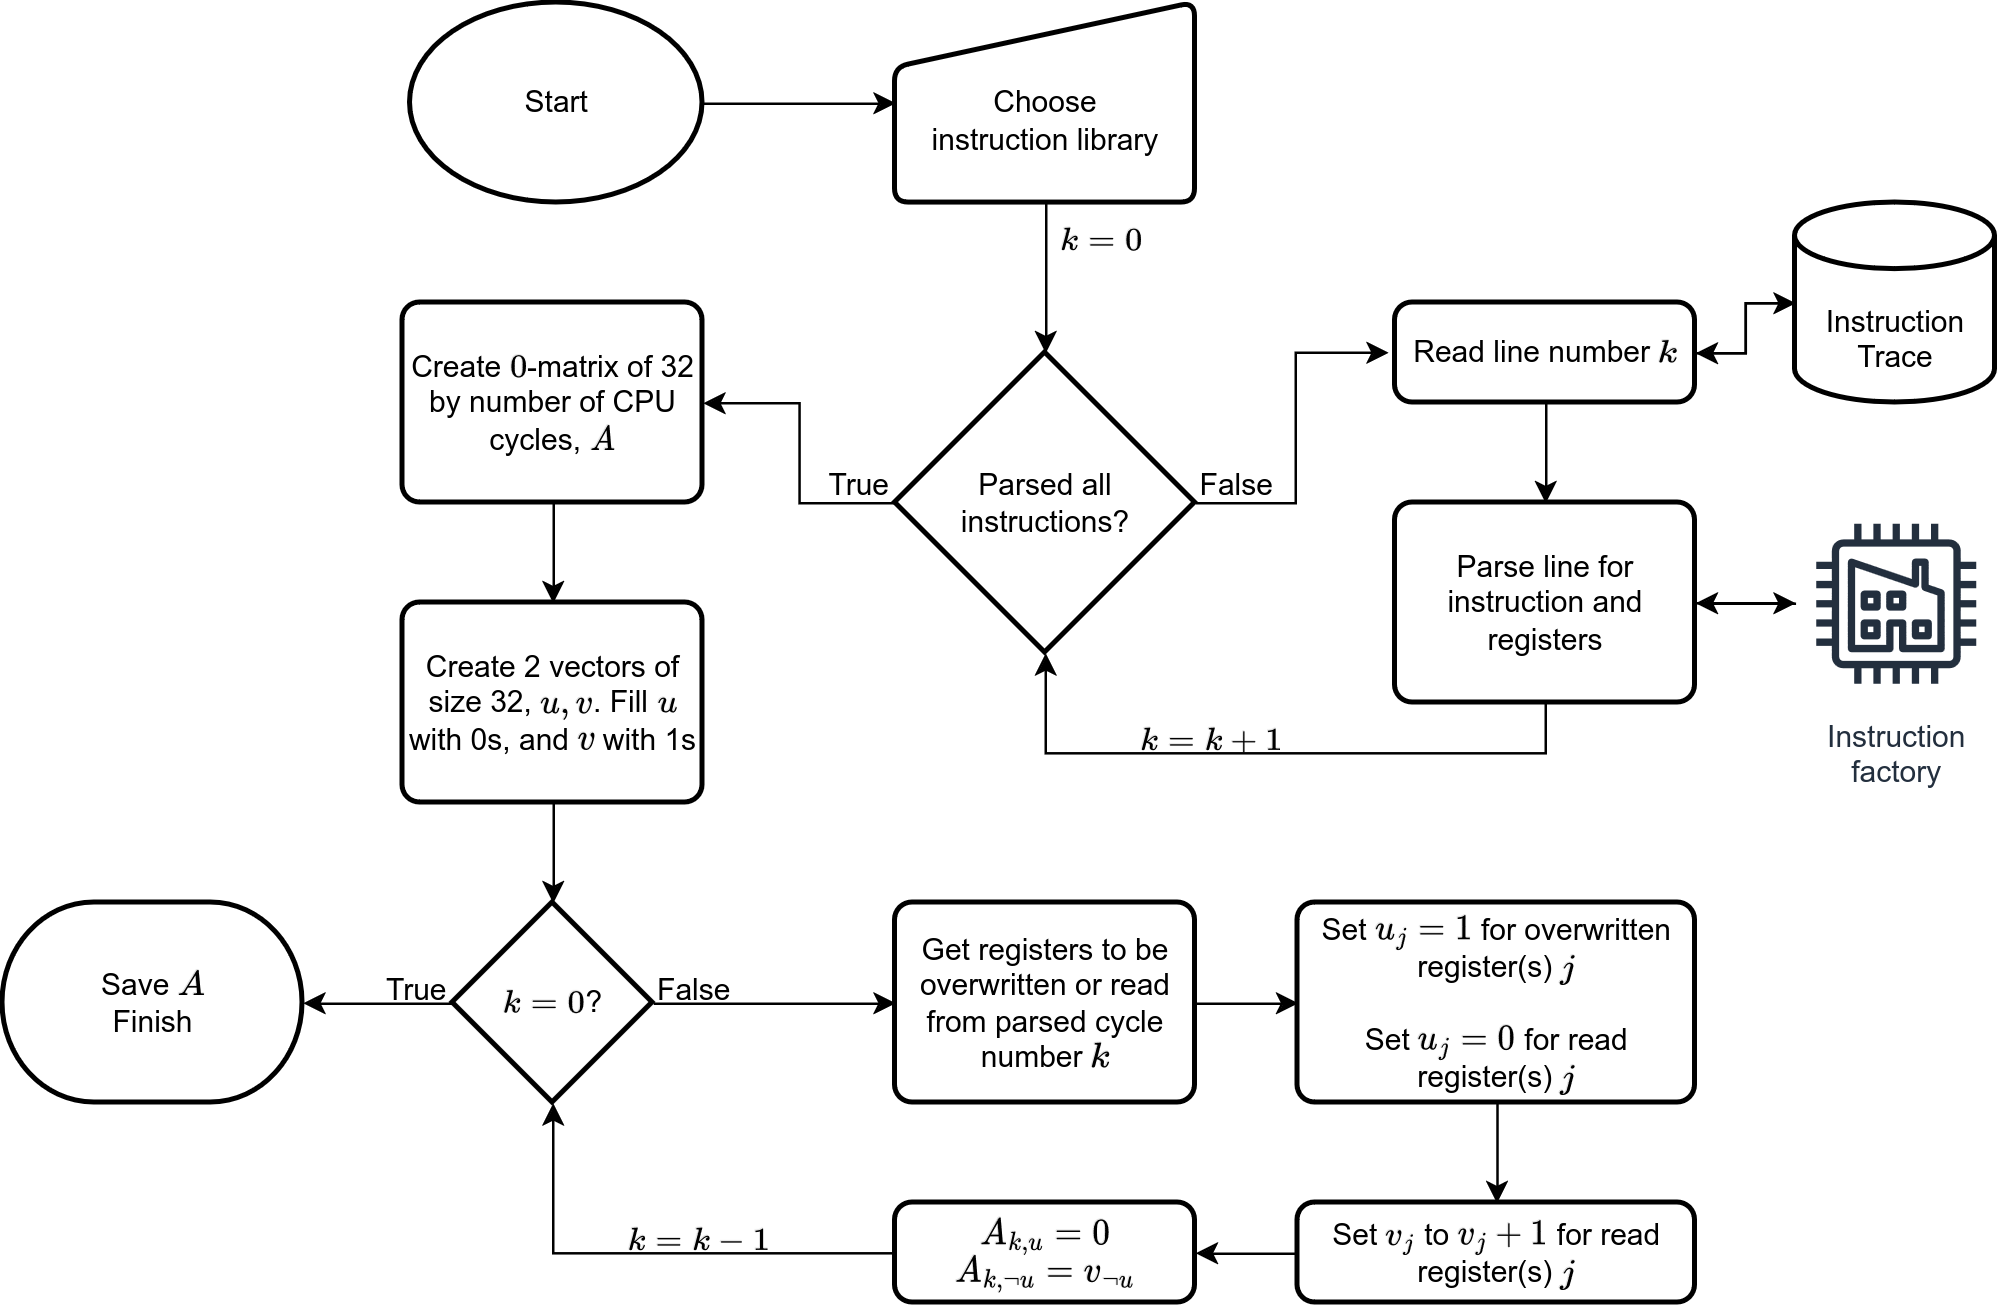 Start
Choose
instruction library
k = 0
Instruction
Trace
Read line number k
Create 0-matrix of 32
by number of CPU
cycles, A
True
Parsed all
instructions?
False
Parse line for
instruction and
registers
Instruction
factory
k = k + 1
Create 2 vectors of
size 32, u, v. Fill u
with 0s, and v with 1s
Save A
Finish
True
k = 0?
False
Get registers to be
overwritten or read
from parsed cycle
number k
Set u_j = 1 for overwritten
register(s) j
Set u_j = 0 for read
register(s) j
Set v_j to v_j + 1 for read
register(s) j
A_{k,u} = 0
A_{k,¬u} = v_{¬u}
k = k − 1